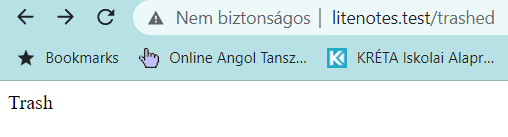 Nem biztonságos litenotes.test/trashed
Bookmarks Online Angol Tansz... KRÉTA Iskolai Alapr...
Trash